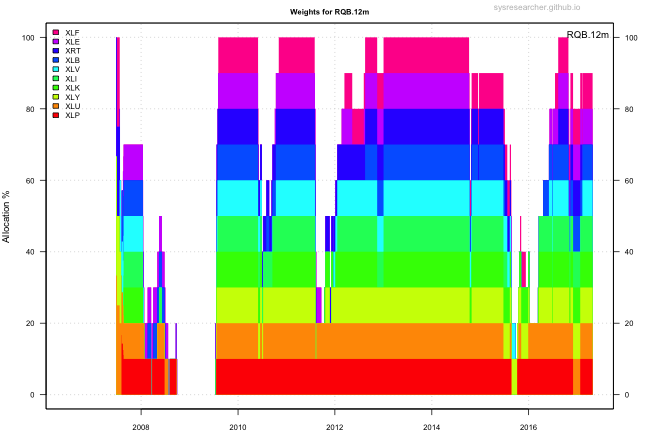 sysresearcher.github.io
Weights for RQB.12m
RQB.12m
XLF
XLE
XRT
XLB
XLV
XLI
XLK
XLY
XLU
XLP
Allocation %
100
80
60
40
20
0
100
80
60
40
20
0
2008
2010
2012
2014
2016